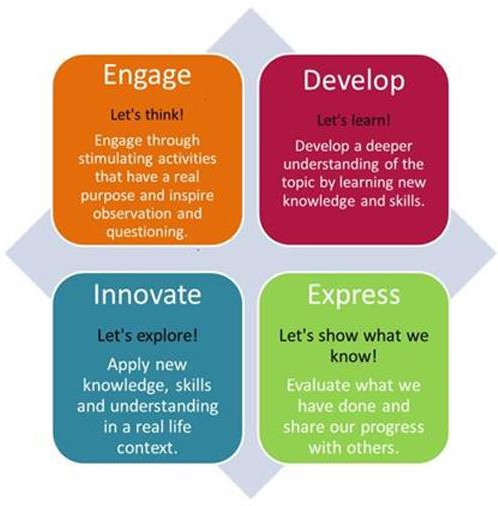 Engage
Let's think!
Engage through
stimulating activities
that have a real
purpose and inspire
observation and
questioning.
Develop
Let's learn!
Develop a deeper
understanding of the
topic by learning new
knowledge and skills.
Innovate
Let's explore!
Apply new
knowledge, skills
and understanding
in a real life
context.
Express
Let's show what we
know!
Evaluate what we
have done and
share our progress
with others.